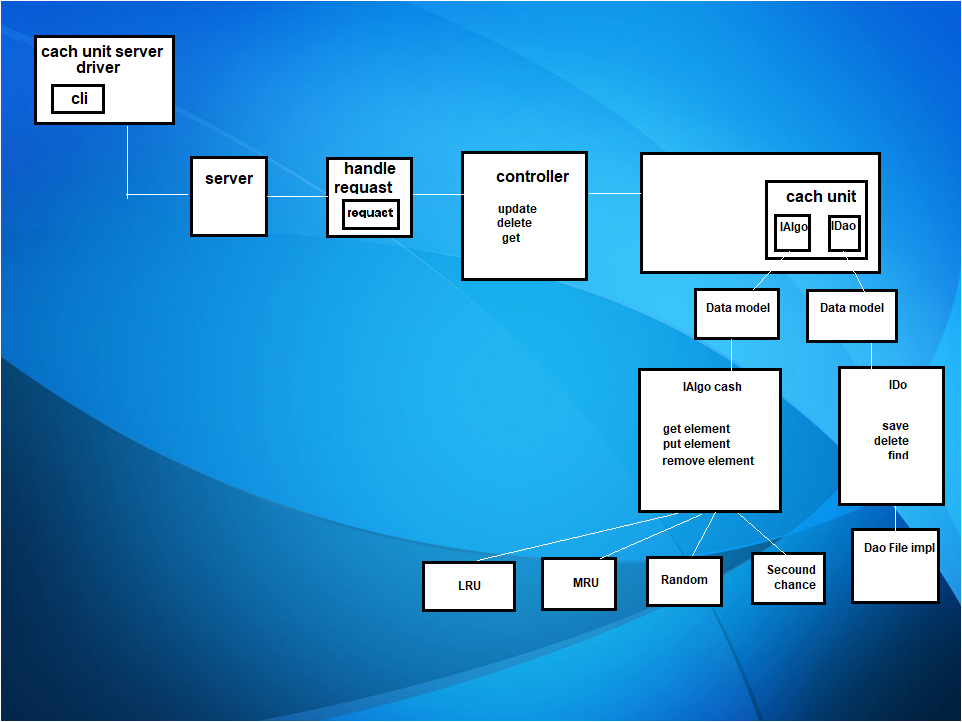 cach unit server
driver
cli
server
handle
requast
requast
controller
update
delete
get
cach unit
IAlgo
IDao
Data model
Data model
IAlgo cash
get element
put element
remove element
IDo
save
delete
find
LRU
MRU
Random
Secound
chance
Dao File impl